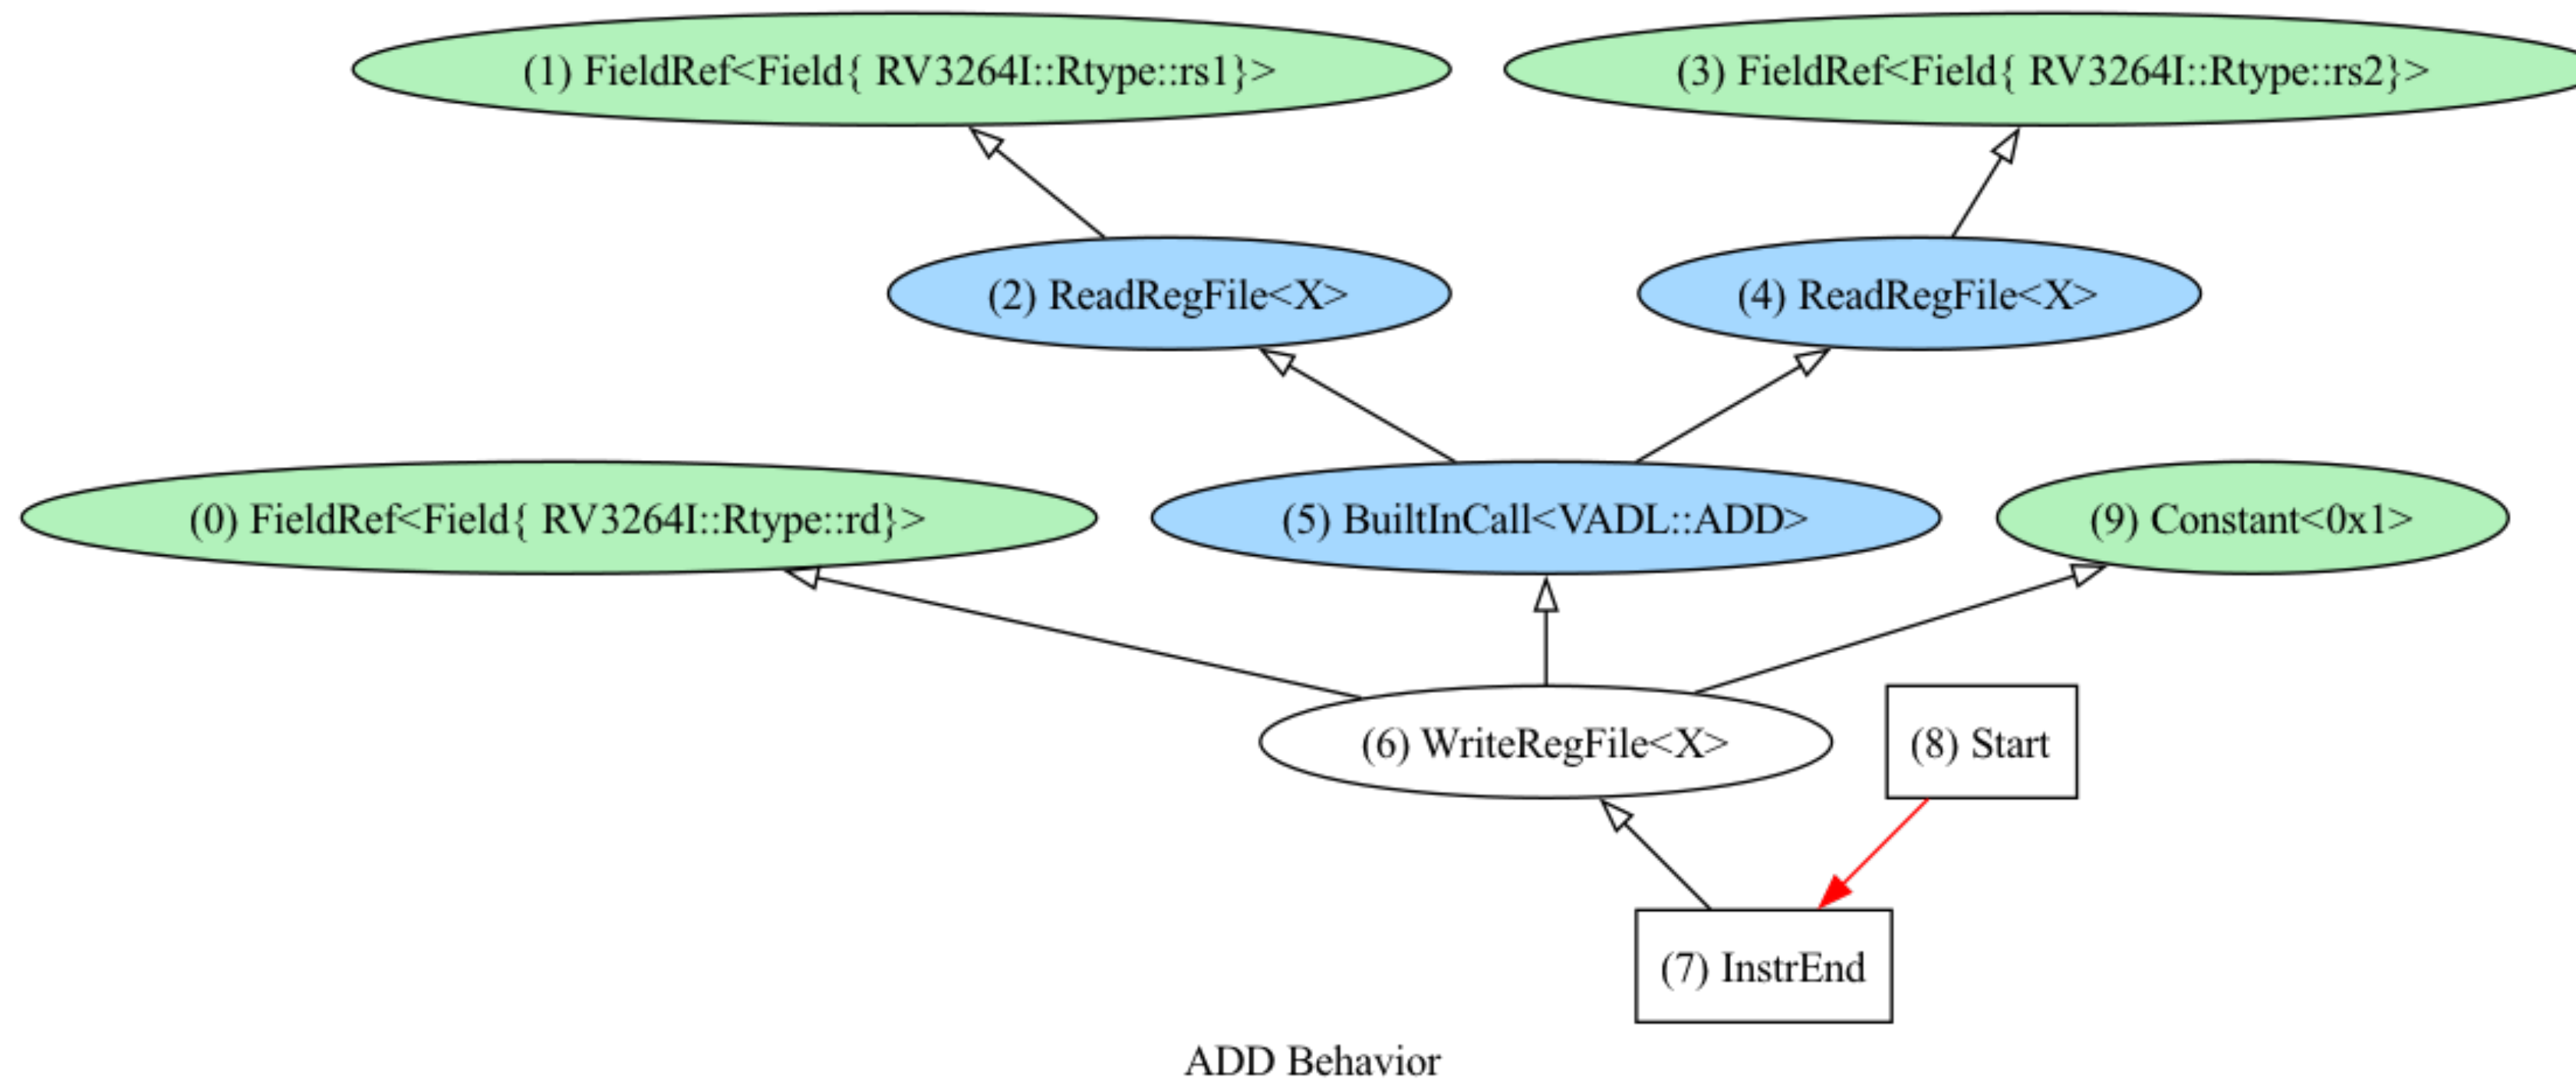 (1) FieldRef<Field{ RV3264I::Rtype::rs1}>
(3) FieldRef<Field{ RV3264I::Rtype::rs2}>
(2) ReadRegFile<X>
(4) ReadRegFile<X>
(0) FieldRef<Field{ RV3264I::Rtype::rd}>
(5) BuiltInCall<VADL::ADD>
(9) Constant<0x1>
(6) WriteRegFile<X>
(8) Start
(7) InstrEnd
ADD Behavior